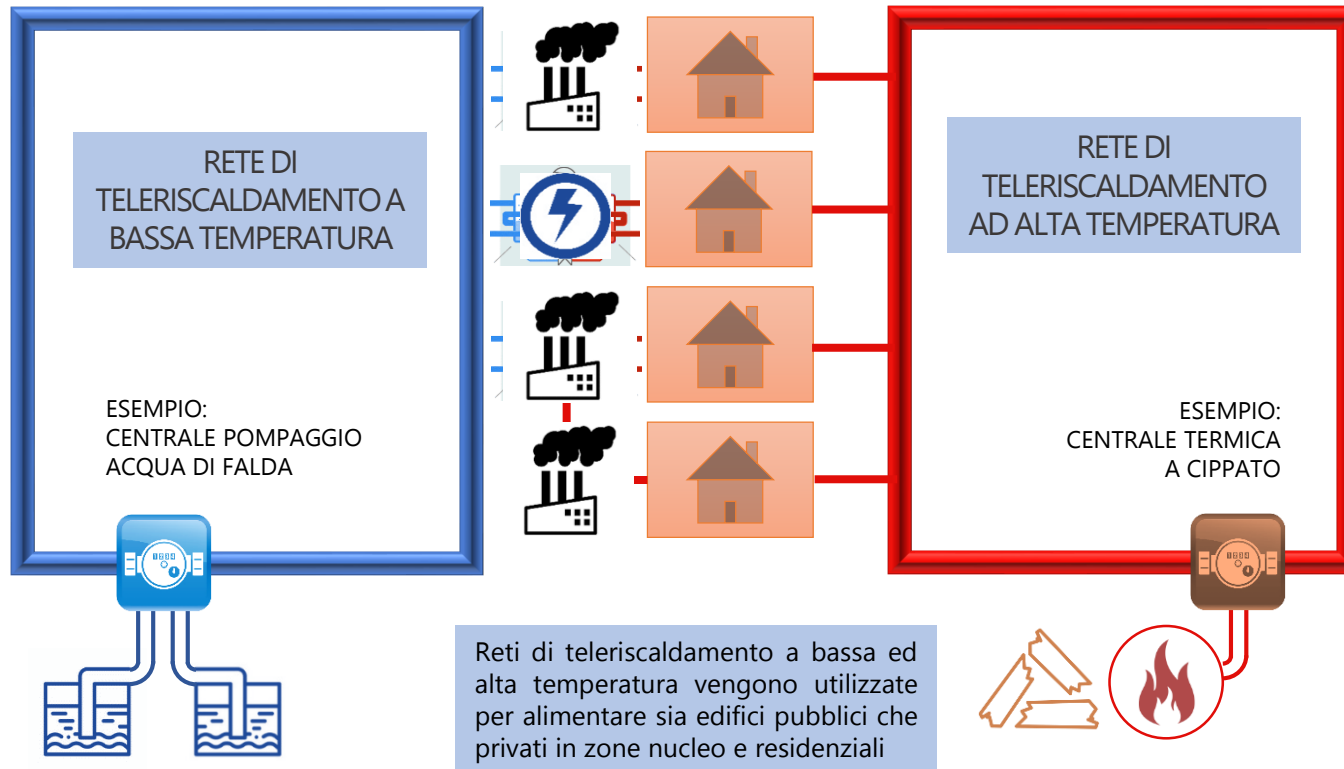 RETE DI
TELERISCALDAMENTO A
BASSA TEMPERATURA
RETE DI
TELERISCALDAMENTO
AD ALTA TEMPERATURA
ESEMPIO:
CENTRALE POMPAGGIO
ACQUA DI FALDA
ESEMPIO:
CENTRALE TERMICA
A CIPPATO
Reti di teleriscaldamento a bassa ed
alta temperatura vengono utilizzate
per alimentare sia edifici pubblici che
privati in zone nucleo e residenziali